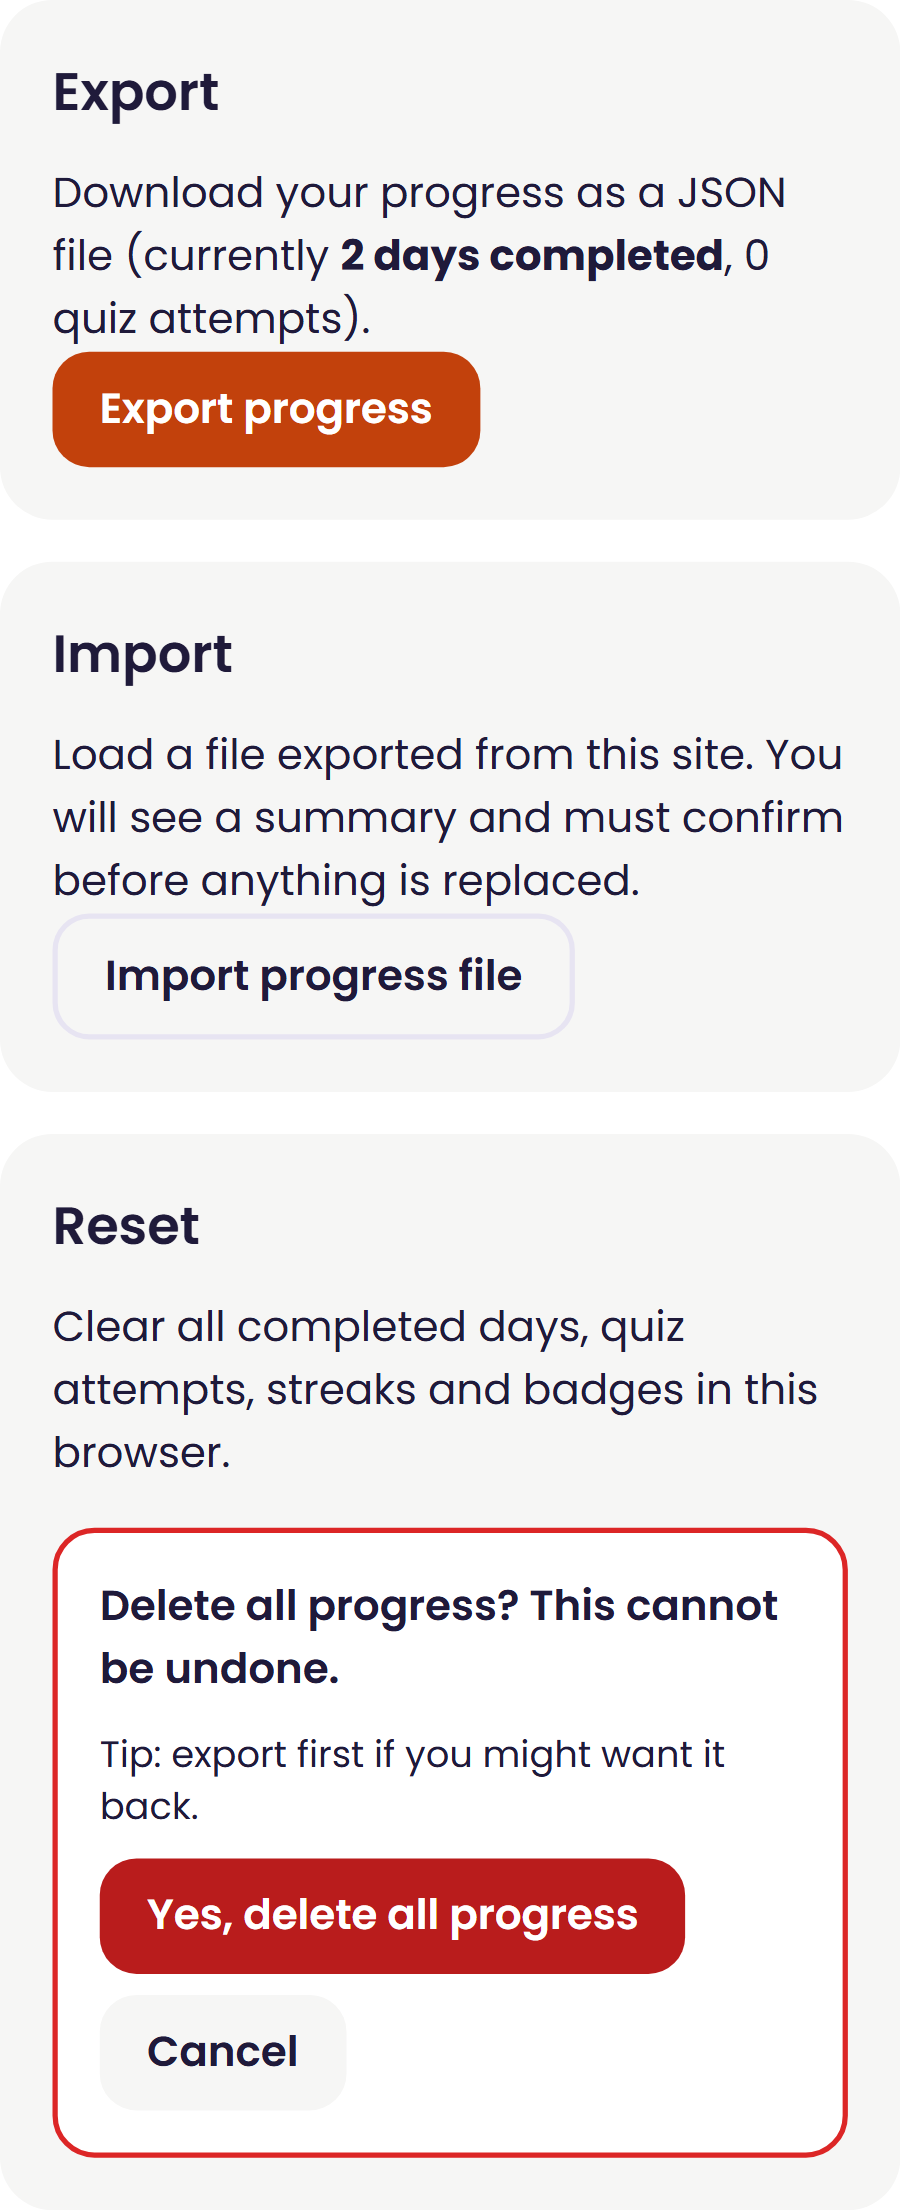 Export
Download your progress as a JSON
file (currently 2 days completed, 0
quiz attempts).
Export progress
Import
Load a file exported from this site. You
will see a summary and must confirm
before anything is replaced.
Import progress file
Reset
Clear all completed days, quiz
attempts, streaks and badges in this
browser.
Delete all progress? This cannot
be undone.
Tip: export first if you might want it
back.
Yes, delete all progress
Cancel